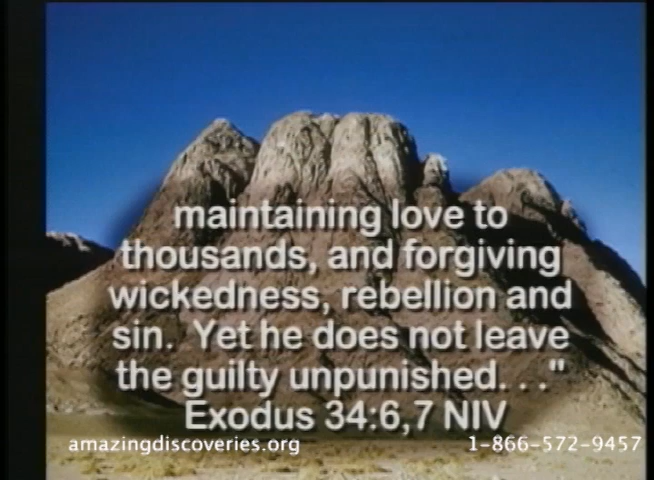 maintaining love to
thousands, and forgiving
wickedness, rebellion and
sin.  Yet he does not leave
the guilty unpunished. . ."
Exodus 34:6,7 NIV
amazingdiscoveries.org 1-866-572-9457